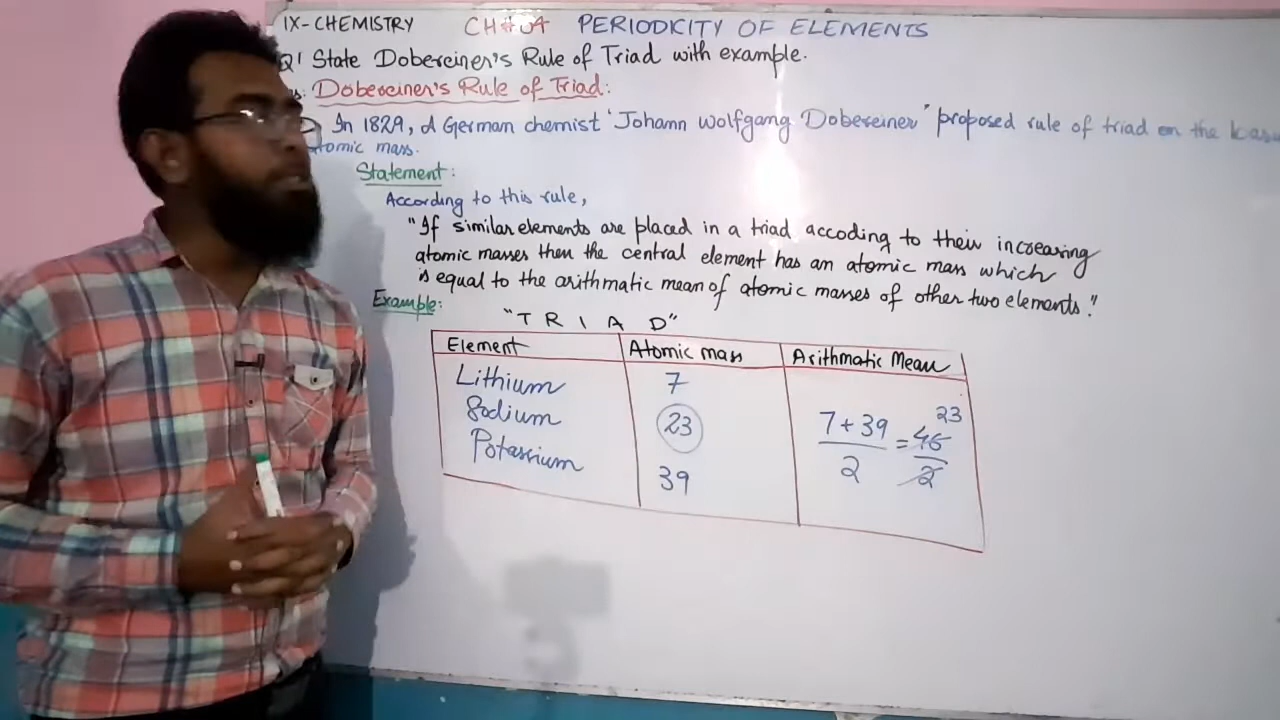 IX-CHEMISTRY CH#04 PERIODICITY OF ELEMENTS
Q1 State Dobereiner's Rule of Triad with example.
Dobereiner's Rule of Triad:
In 1829, A German chemist 'Johann Wolfgang Dobereiner' proposed rule of triad on the
atomic mass.
Statement:
According to this rule,
"If similar elements are placed in a triad accoding to their increasing
atomic masses then the central element has an atomic mass which
is equal to the arithmatic mean of atomic masses of other two elements."
Example:
"TRIAD"
Element Atomic mass Arithmatic Mean
Lithium 7
Sodium 23 7+39/2 = 46/2 23
Potassium 39